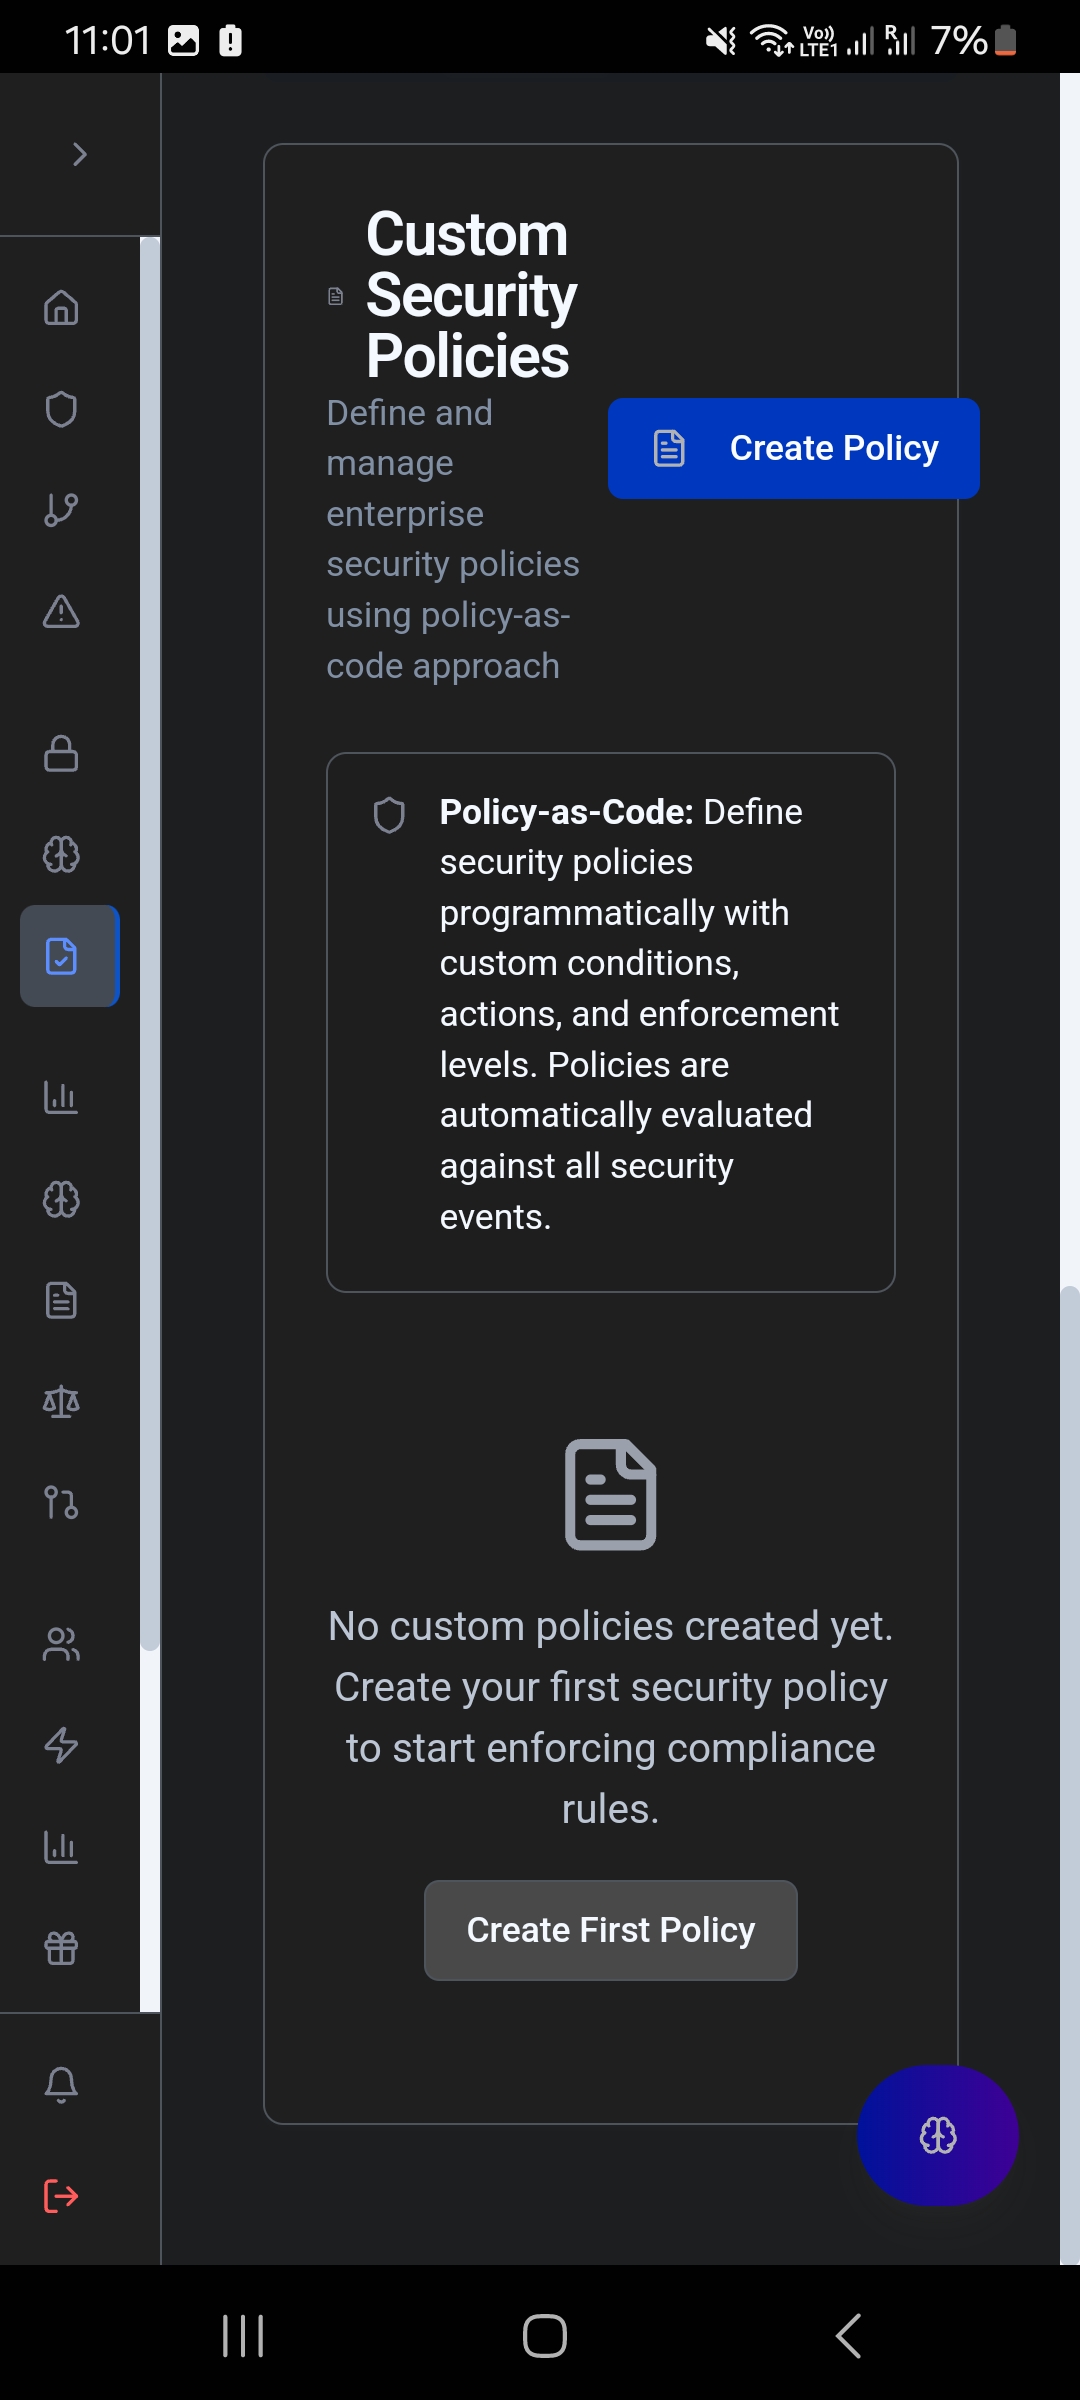 11:01
Vo)) LTE1 R 7%
Custom
Security
Policies
Define and
manage
enterprise
security policies
using policy-as-
code approach
Create Policy
Policy-as-Code: Define
security policies
programmatically with
custom conditions,
actions, and enforcement
levels. Policies are
automatically evaluated
against all security
events.
No custom policies created yet.
Create your first security policy
to start enforcing compliance
rules.
Create First Policy